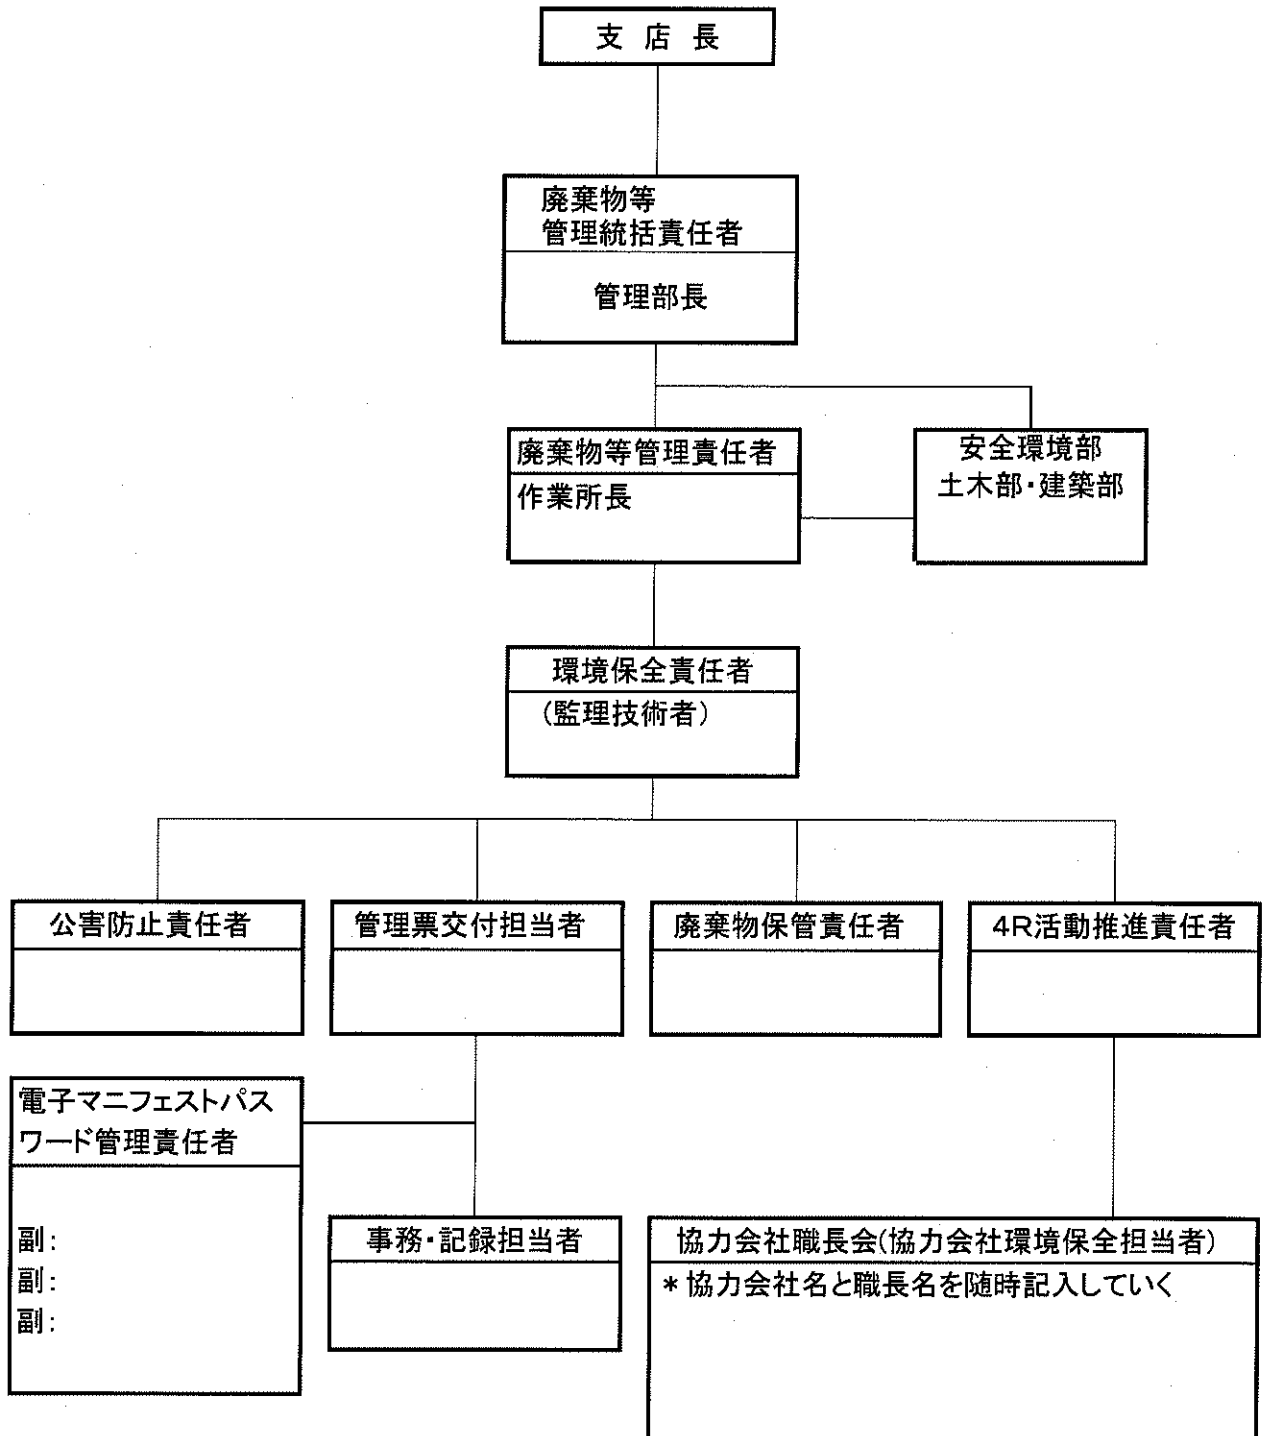 支 店 長
廃棄物等
管理統括責任者
管理部長
廃棄物等管理責任者
作業所長
安全環境部
土木部・建築部
環境保全責任者
(監理技術者)
公害防止責任者
管理票交付担当者
廃棄物保管責任者
4R活動推進責任者
電子マニフェストパス
ワード管理責任者
副:
副:
副:
事務・記録担当者
協力会社職長会(協力会社環境保全担当者)
*協力会社名と職長名を随時記入していく